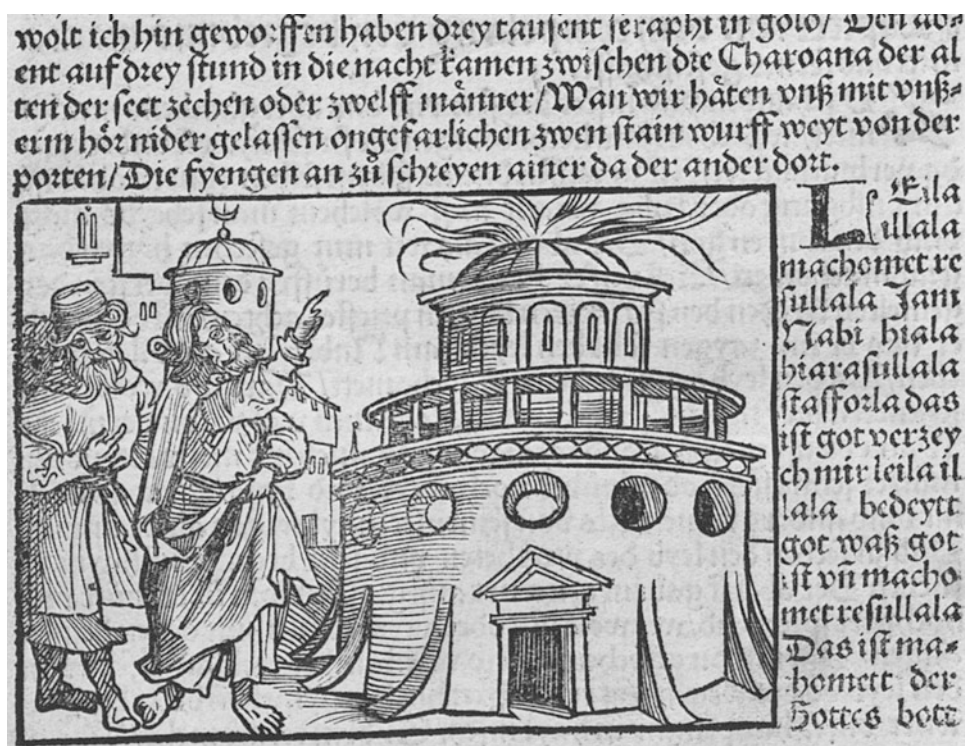 wolt ich hin geworffen haben drey tausent seraphi in gold/ Den ab-
ent auf drey stund in die nacht kamen zwischen die Charoana der al
ten der sect zechen oder zwelff männer/Wan wir häten vnß mit vnß-
erm hör nider gelassen ongefarlichen zwen stain wurff weyt von der
porten/Die fyengen an zů schreyen ainer da der ander dort.
Le Eila
illala
machomet re
sullala Jam
Nabi hiala
hiarasullala
stafforla das
ist got verzey
ch mir leila il
lala bedeytt
got waß got
ist vñ macho
met resullala
Das ist ma-
homett der
Gottes bott